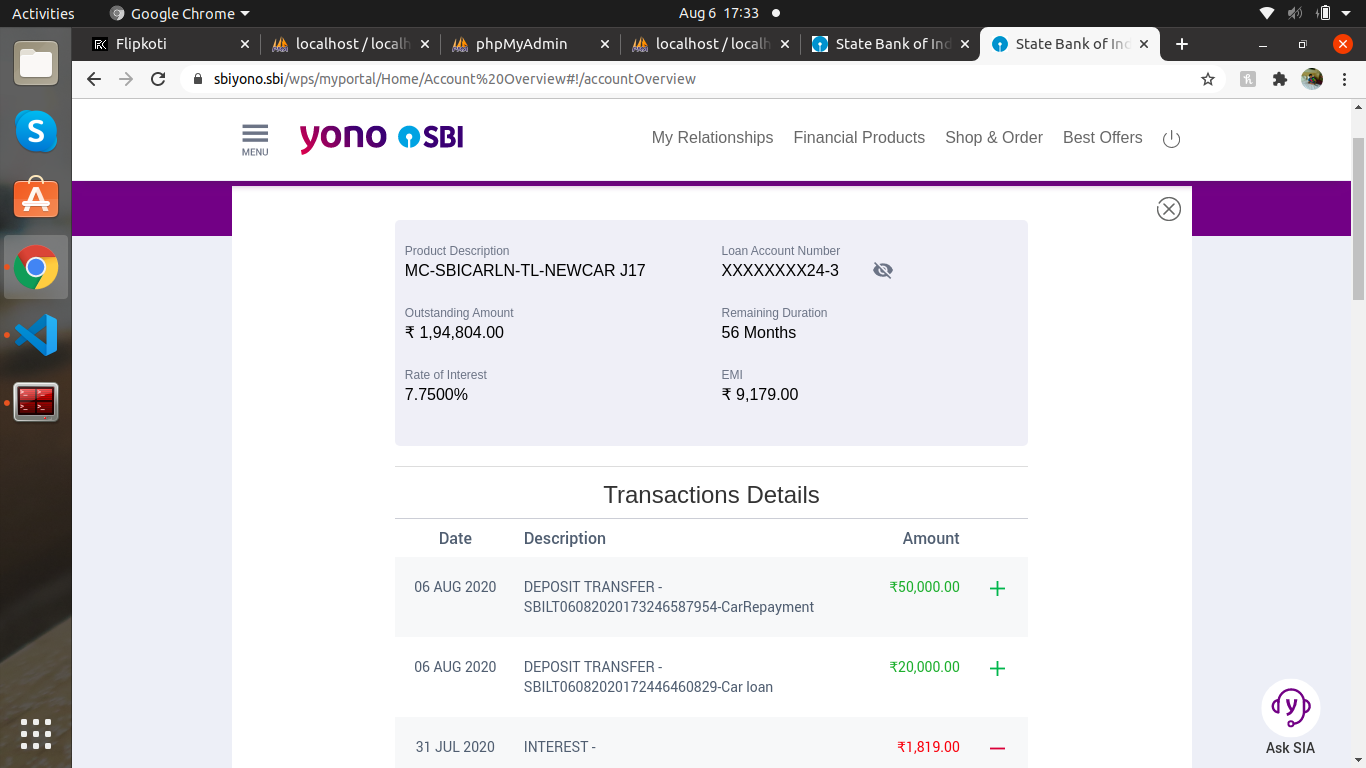 Activities
Google Chrome
Aug 6 17:33
Flipkoti
localhost / localh
phpMyAdmin
localhost / localh
State Bank of Ind
State Bank of Ind
sbiyono.sbi/wps/myportal/Home/Account%20Overview#!/accountOverview
MENU
yono SBI
My Relationships
Financial Products
Shop & Order
Best Offers
Product Description
Loan Account Number
MC-SBICARLN-TL-NEWCAR J17
XXXXXXXX24-3
Outstanding Amount
Remaining Duration
₹ 1,94,804.00
56 Months
Rate of Interest
EMI
7.7500%
₹ 9,179.00
Transactions Details
Date Description Amount
06 AUG 2020 DEPOSIT TRANSFER - ₹50,000.00 +
SBILT06082020173246587954-CarRepayment
06 AUG 2020 DEPOSIT TRANSFER - ₹20,000.00 +
SBILT06082020172446460829-Car loan
31 JUL 2020 INTEREST - ₹1,819.00 –
Ask SIA